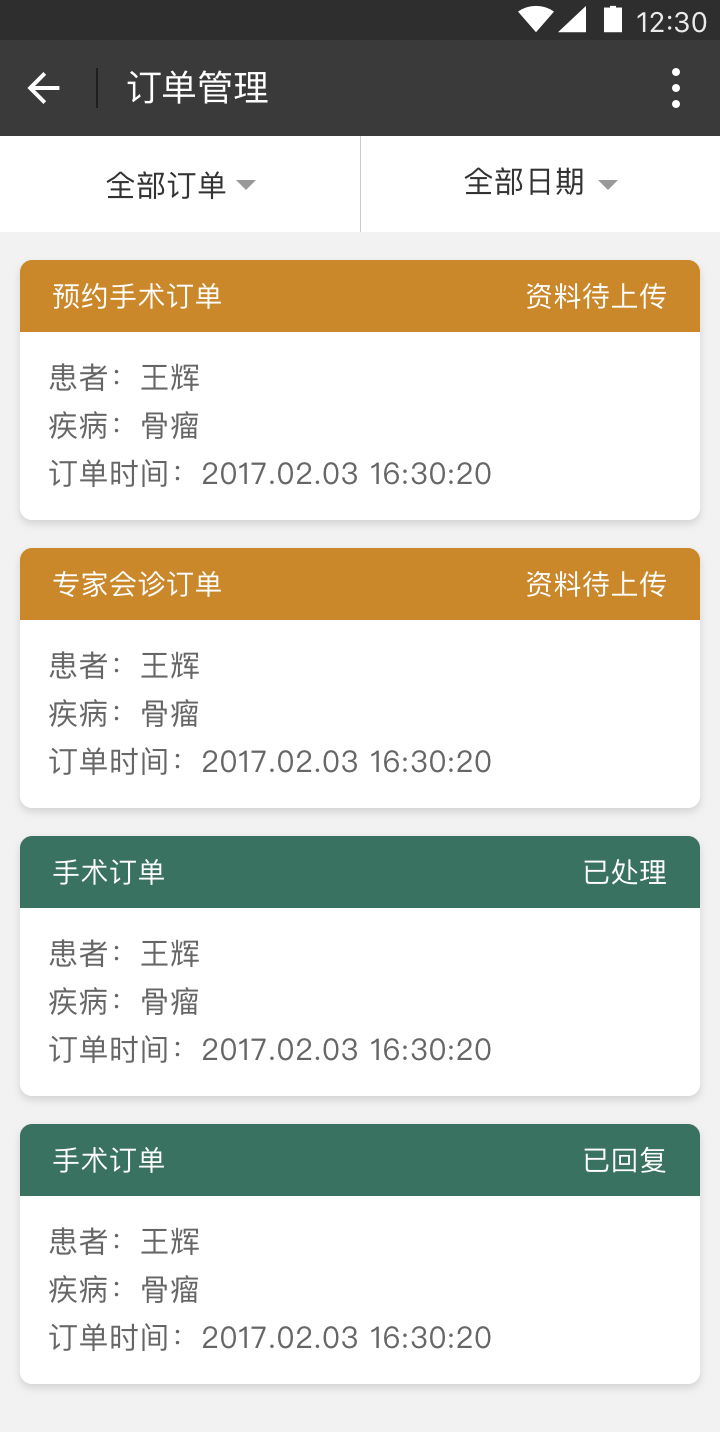 12:30
订单管理
全部订单 全部日期
预约手术订单 资料待上传
患者：王辉
疾病：骨瘤
订单时间：2017.02.03 16:30:20
专家会诊订单 资料待上传
患者：王辉
疾病：骨瘤
订单时间：2017.02.03 16:30:20
手术订单 已处理
患者：王辉
疾病：骨瘤
订单时间：2017.02.03 16:30:20
手术订单 已回复
患者：王辉
疾病：骨瘤
订单时间：2017.02.03 16:30:20